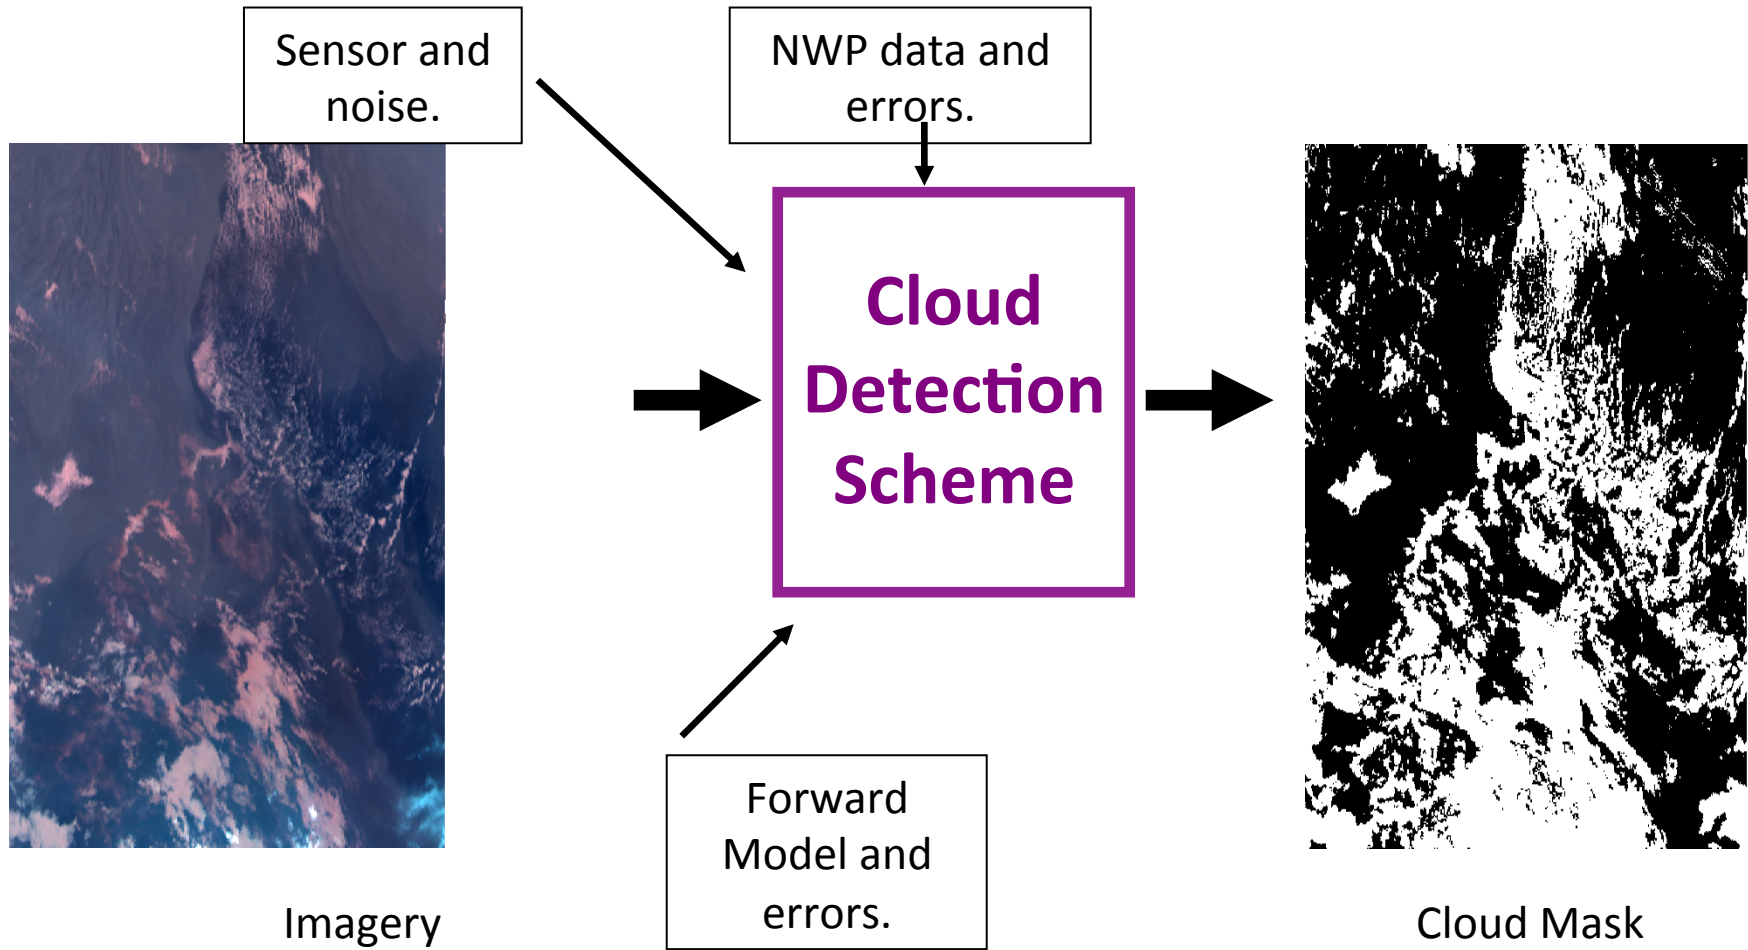 Sensor and
noise.
NWP data and
errors.
Cloud
Detection
Scheme
Forward
Model and
errors.
Imagery
Cloud Mask